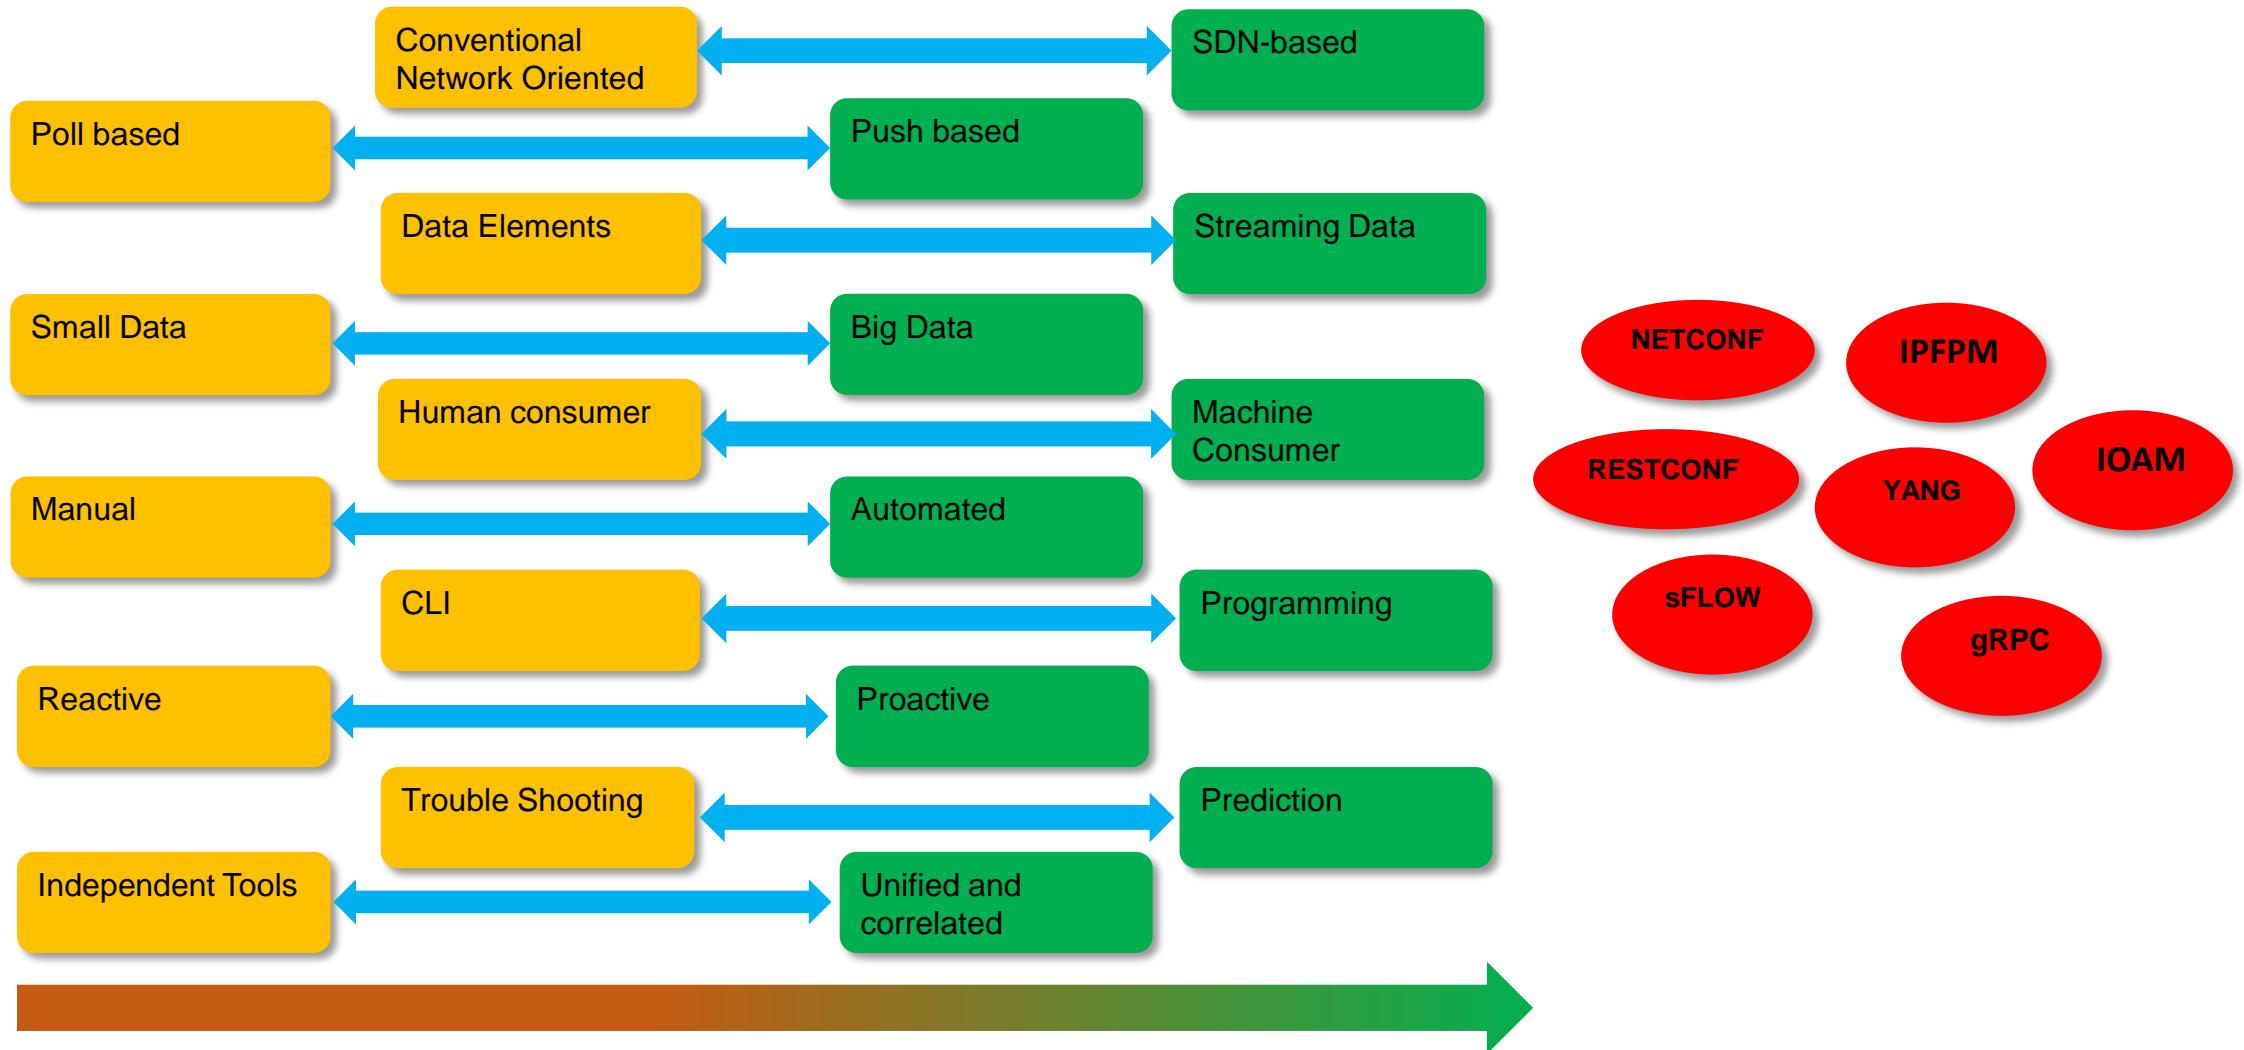 Conventional
Network Oriented
SDN-based
Poll based
Push based
Data Elements
Streaming Data
Small Data
Big Data
Human consumer
Machine
Consumer
Manual
Automated
CLI
Programming
Reactive
Proactive
Trouble Shooting
Prediction
Independent Tools
Unified and
correlated
NETCONF
IPFPM
RESTCONF
YANG
IOAM
sFLOW
gRPC